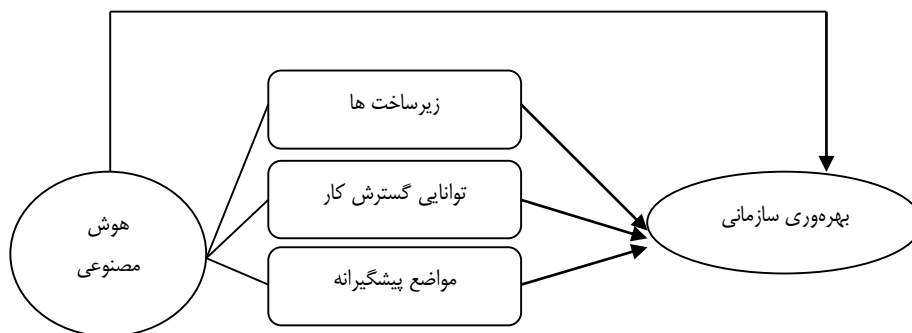 زیرساخت ها
توانایی گسترش کار
مواضع پیشگیرانه
هوش
مصنوعی
بهره‌وری سازمانی